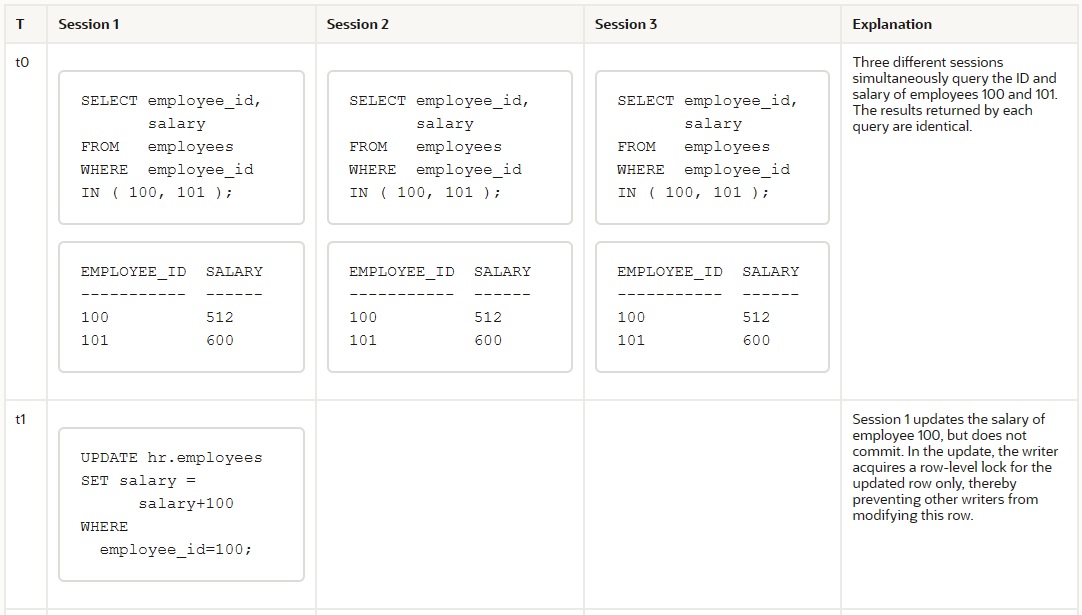 T Session 1 Session 2 Session 3 Explanation
t0
SELECT employee_id,
salary
FROM employees
WHERE employee_id
IN ( 100, 101 );
EMPLOYEE_ID SALARY
----------- ------
100 512
101 600
SELECT employee_id,
salary
FROM employees
WHERE employee_id
IN ( 100, 101 );
EMPLOYEE_ID SALARY
----------- ------
100 512
101 600
SELECT employee_id,
salary
FROM employees
WHERE employee_id
IN ( 100, 101 );
EMPLOYEE_ID SALARY
----------- ------
100 512
101 600
Three different sessions
simultaneously query the ID and
salary of employees 100 and 101.
The results returned by each
query are identical.
t1
UPDATE hr.employees
SET salary =
salary+100
WHERE
employee_id=100;
Session 1 updates the salary of
employee 100, but does not
commit. In the update, the writer
acquires a row-level lock for the
updated row only, thereby
preventing other writers from
modifying this row.